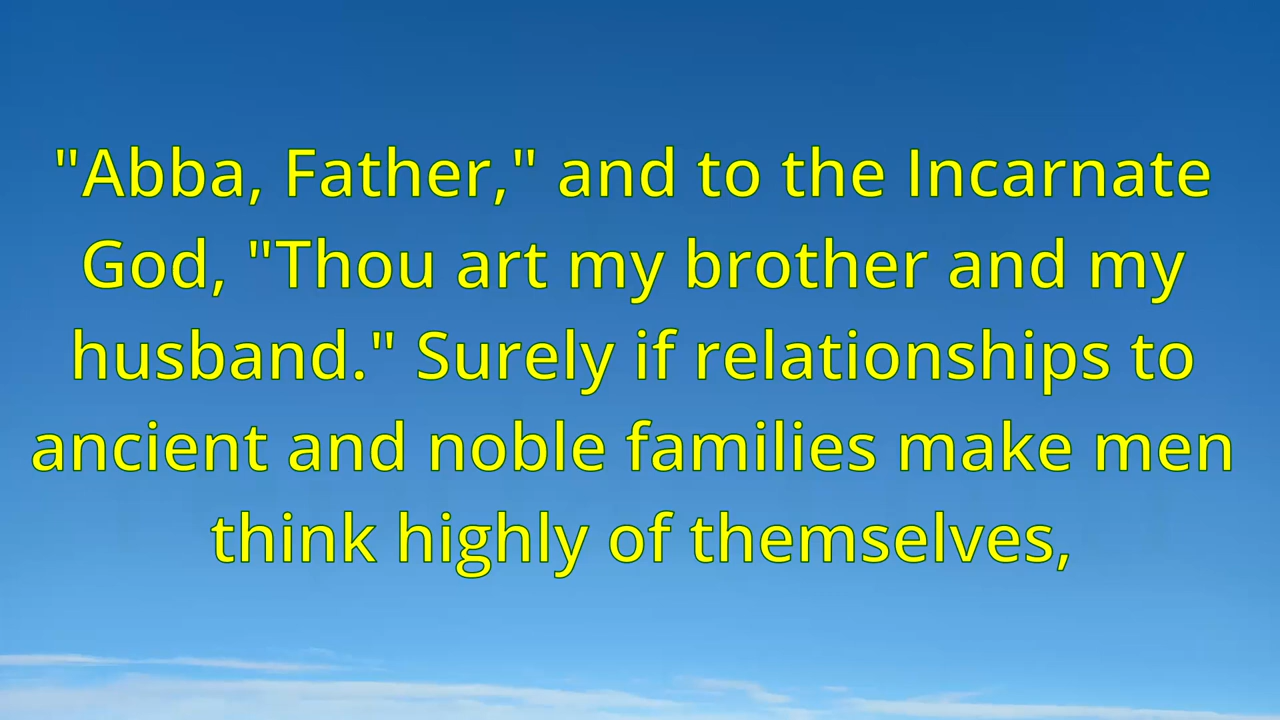 "Abba, Father," and to the Incarnate
God, "Thou art my brother and my
husband." Surely if relationships to
ancient and noble families make men
think highly of themselves,